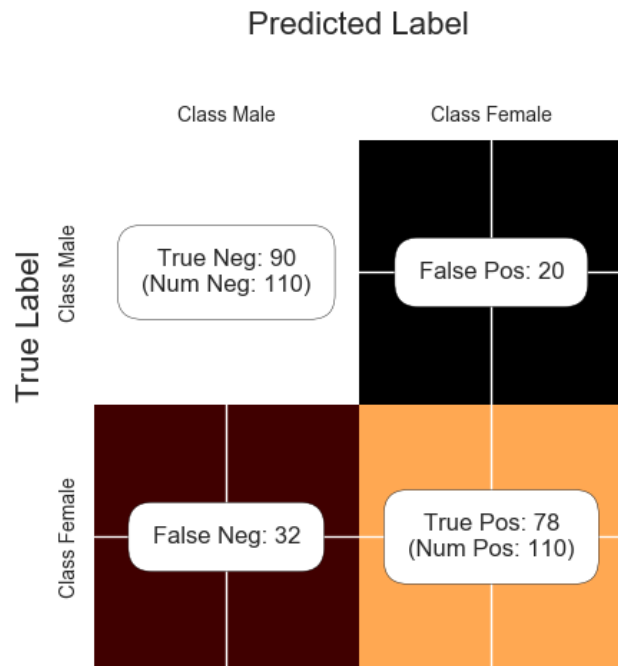 Predicted Label
Class Male
Class Female
True Label
Class Male
True Neg: 90
(Num Neg: 110)
False Pos: 20
Class Female
False Neg: 32
True Pos: 78
(Num Pos: 110)